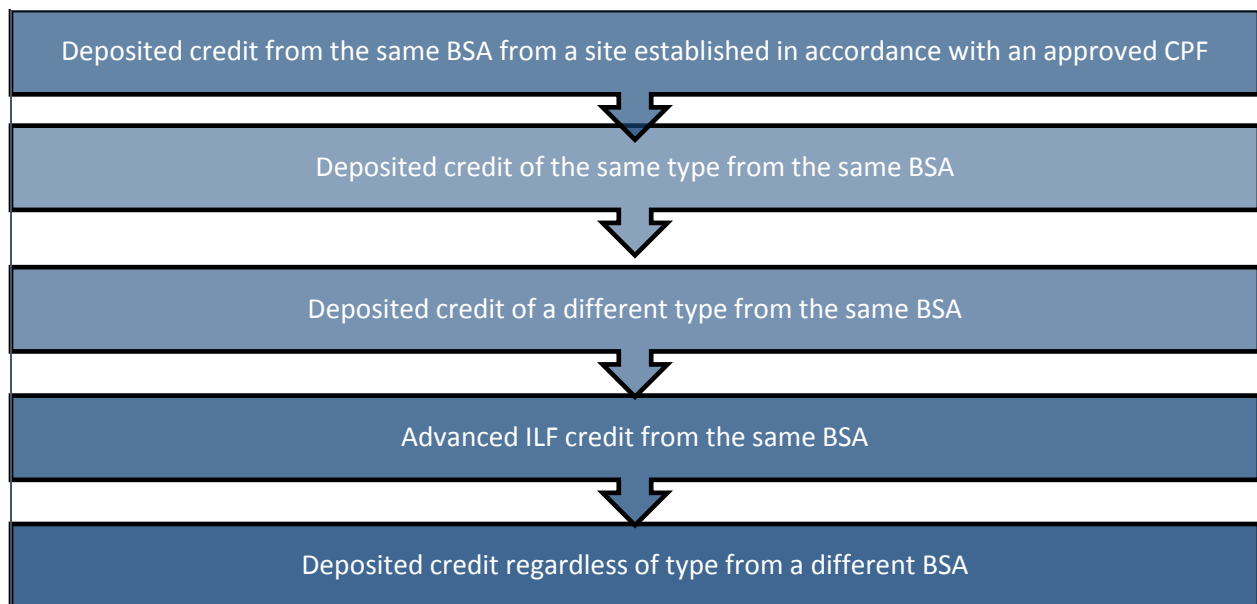 Deposited credit from the same BSA from a site established in accordance with an approved CPF
Deposited credit of the same type from the same BSA
Deposited credit of a different type from the same BSA
Advanced ILF credit from the same BSA
Deposited credit regardless of type from a different BSA